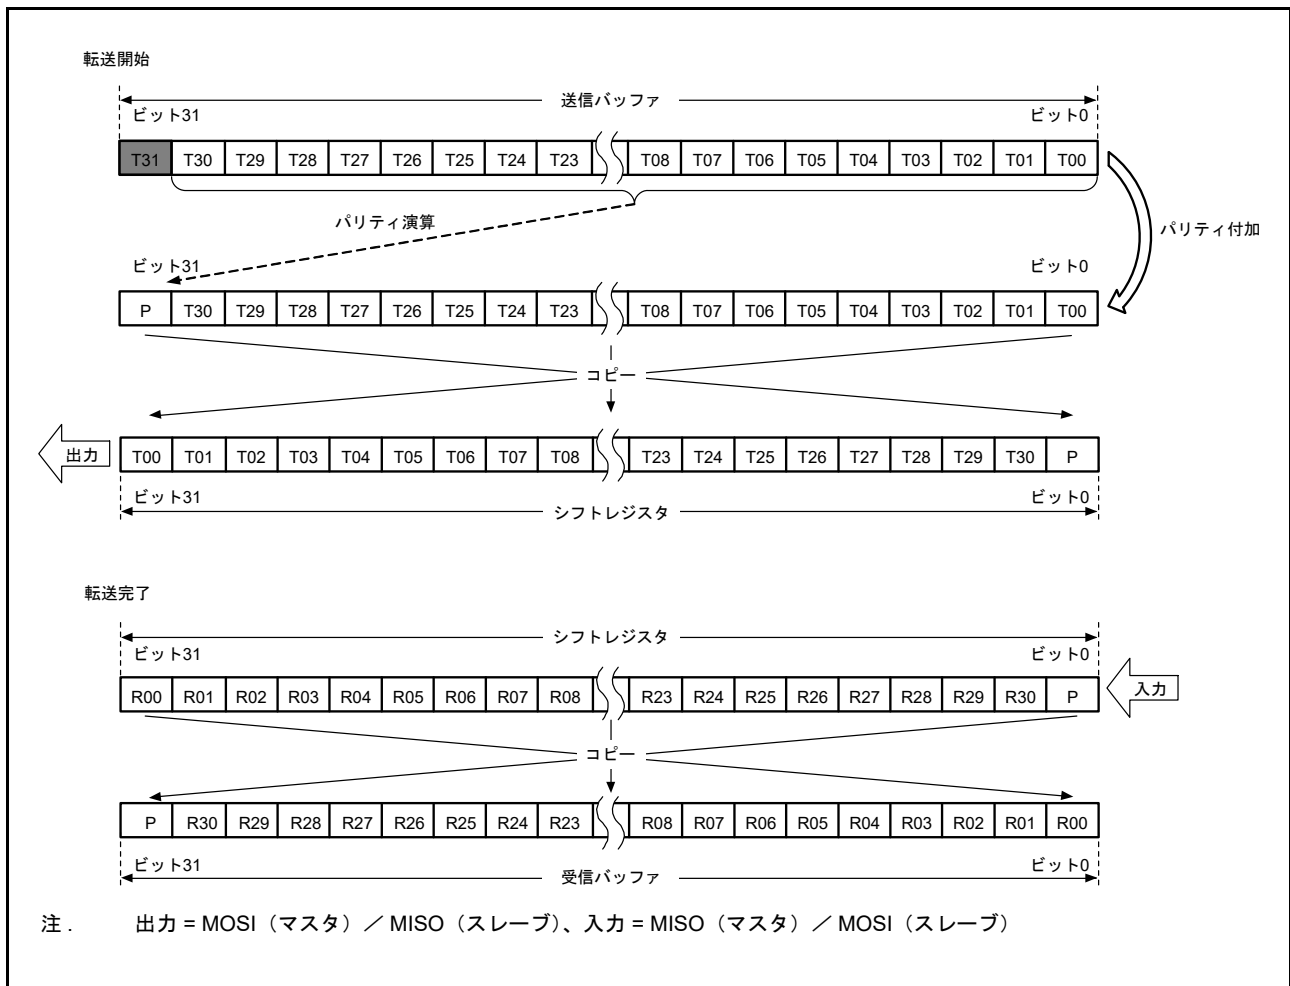 転送開始
送信バッファ
ビット31 ビット0
T31 T30 T29 T28 T27 T26 T25 T24 T23 T08 T07 T06 T05 T04 T03 T02 T01 T00
パリティ演算
パリティ付加
ビット31 ビット0
P T30 T29 T28 T27 T26 T25 T24 T23 T08 T07 T06 T05 T04 T03 T02 T01 T00
コピー
出力
T00 T01 T02 T03 T04 T05 T06 T07 T08 T23 T24 T25 T26 T27 T28 T29 T30 P
ビット31 ビット0
シフトレジスタ
転送完了
シフトレジスタ
ビット31 ビット0
R00 R01 R02 R03 R04 R05 R06 R07 R08 R23 R24 R25 R26 R27 R28 R29 R30 P
入力
コピー
P R30 R29 R28 R27 R26 R25 R24 R23 R08 R07 R06 R05 R04 R03 R02 R01 R00
ビット31 ビット0
受信バッファ
注． 出力 = MOSI（マスタ）／ MISO（スレーブ）、入力 = MISO（マスタ）／ MOSI（スレーブ）